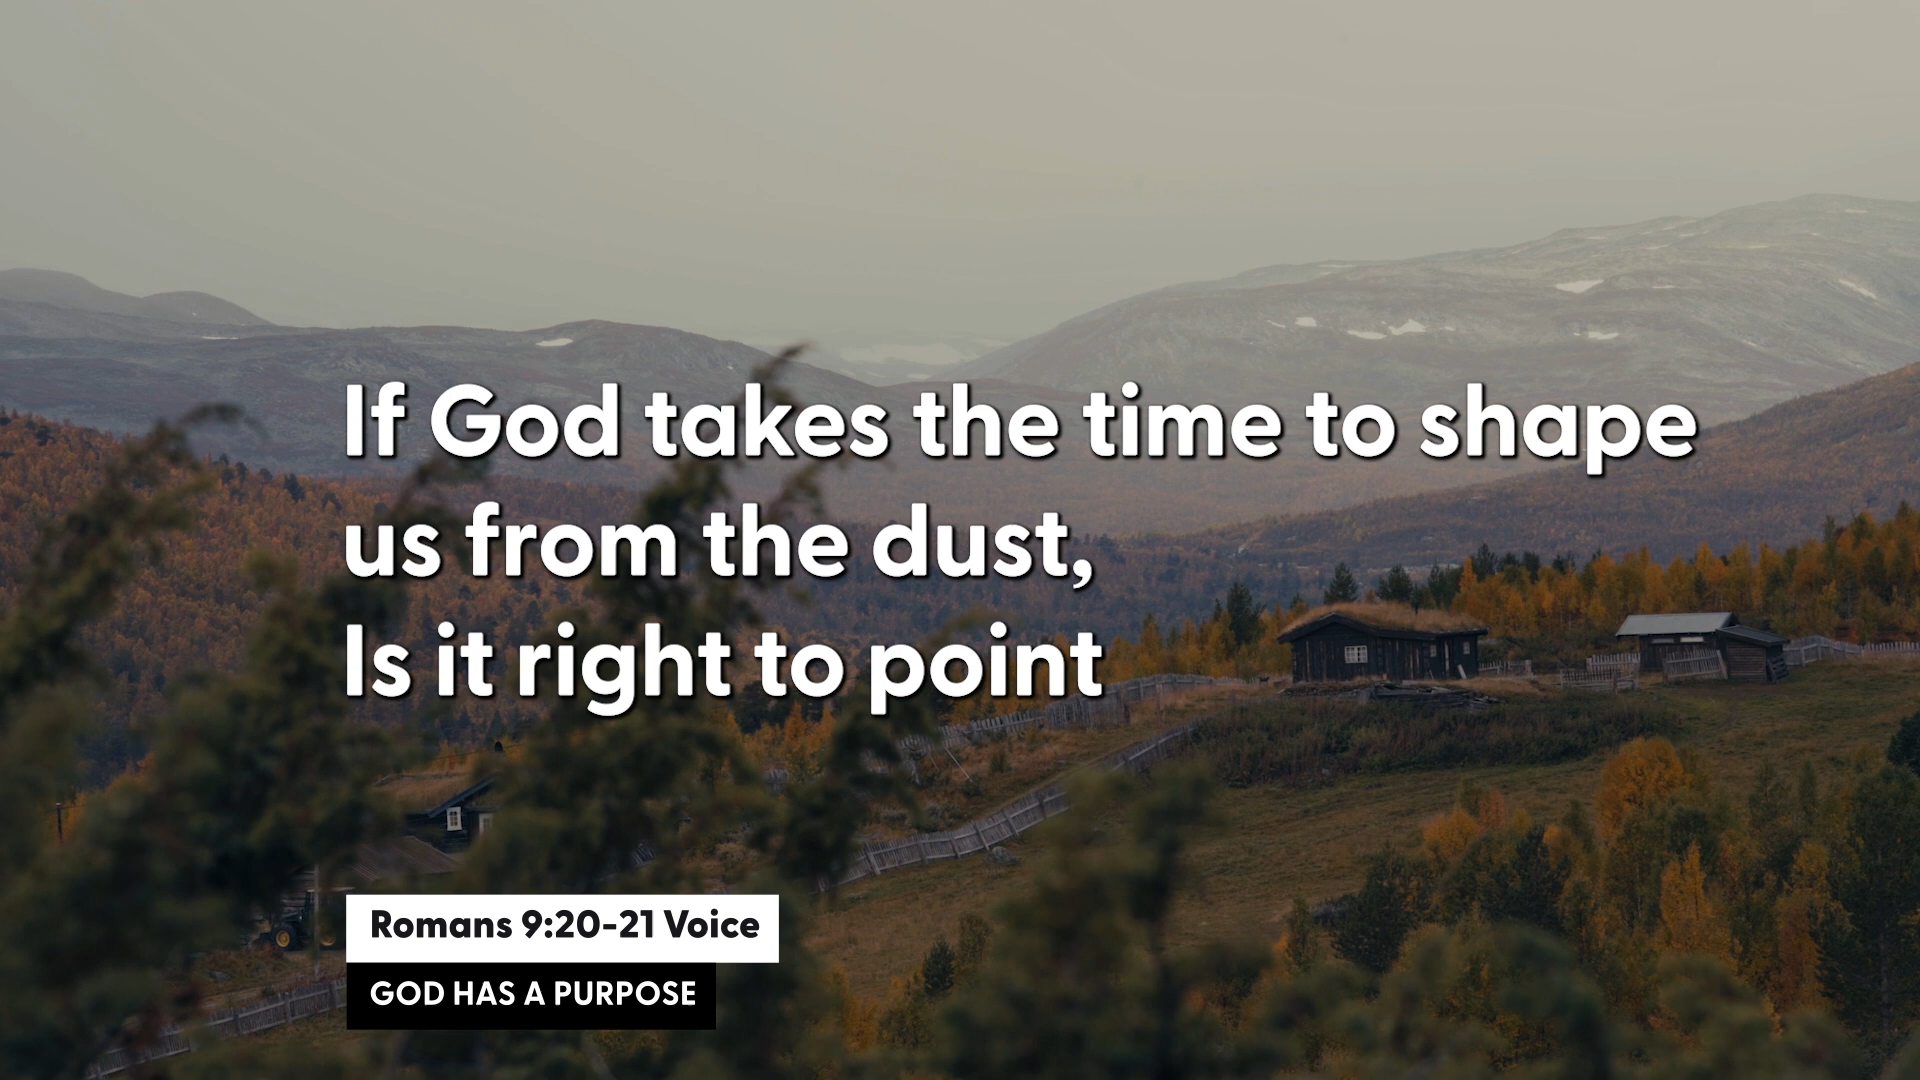 If God takes the time to shape
us from the dust,
Is it right to point
Romans 9:20-21 Voice
GOD HAS A PURPOSE